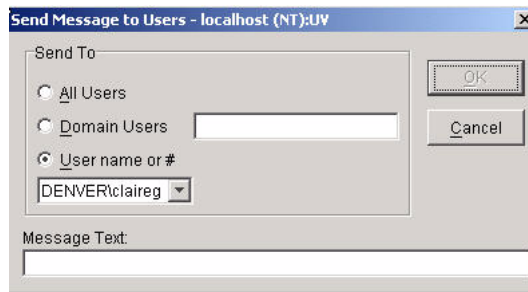 Send Message to Users - localhost (NT):UV
Send To
All Users
OK
Domain Users
Cancel
User name or #
DENVER\claireg
Message Text: